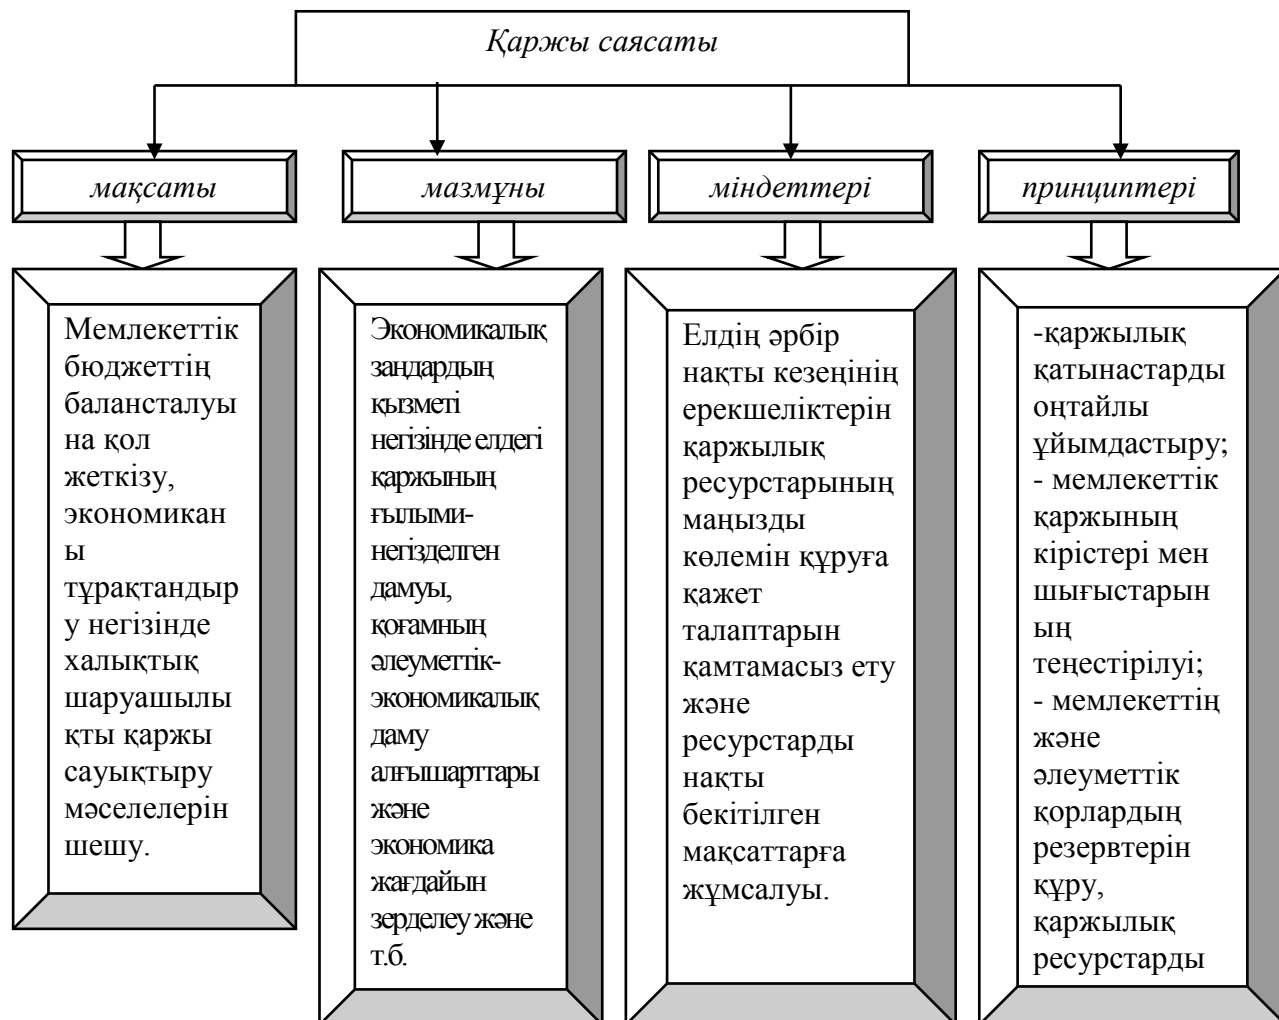 Қаржы саясаты
мақсаты
мазмұны
міндеттері
принциптері
Мемлекеттік
бюджеттің
балансталуы
на қол
жеткізу,
экономикан
ы
тұрақтандыр
у негізінде
халықтық
шаруашылы
қты қаржы
сауықтыру
мәселелерін
шешу.
Экономикалық
заңдардың
қызметі
негізінде елдегі
қаржының
ғылыми-
негізделген
дамуы,
қоғамның
әлеуметтік-
экономикалық
даму
алғышарттары
және
экономика
жағдайын
зерделеу және
т.б.
Елдің әрбір
нақты кезеңінің
ерекшеліктерін
қаржылық
ресурстарының
маңызды
көлемін құруға
қажет
талаптарын
қамтамасыз ету
және
ресурстарды
нақты
бекітілген
мақсаттарға
жұмсалуы.
-қаржылық
қатынастарды
оңтайлы
ұйымдастыру;
- мемлекеттік
қаржының
кірістері мен
шығыстарын
ың
теңестірілуі;
- мемлекеттің
және
әлеуметтік
қорлардың
резервтерін
құру,
қаржылық
ресурстарды